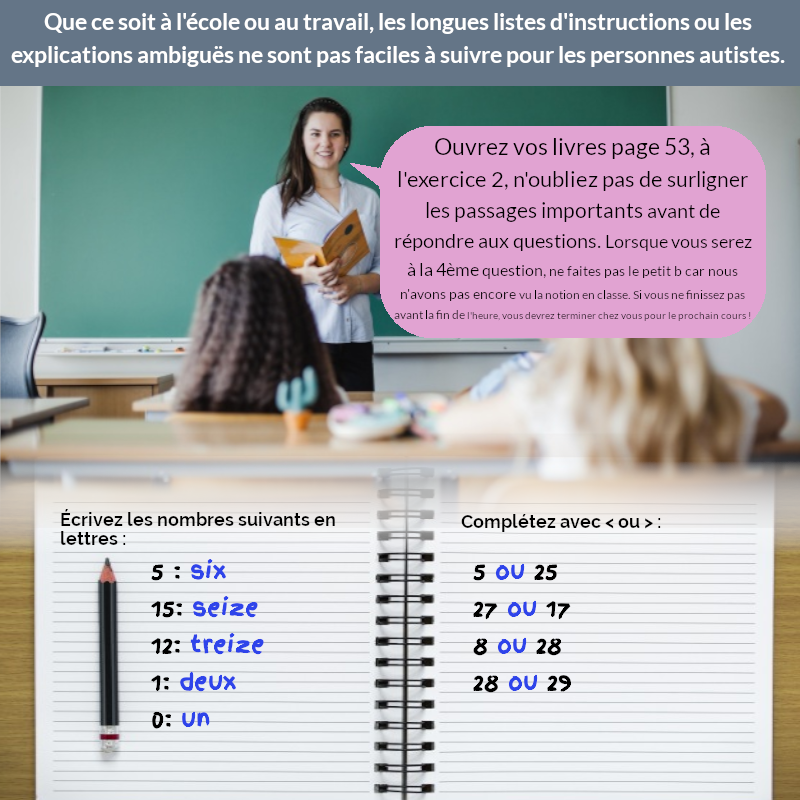 Que ce soit à l'école ou au travail, les longues listes d'instructions ou les
explications ambiguës ne sont pas faciles à suivre pour les personnes autistes.
Ouvrez vos livres page 53, à
l'exercice 2, n'oubliez pas de surligner
les passages importants avant de
répondre aux questions. Lorsque vous serez
à la 4ème question, ne faites pas le petit b car nous
n'avons pas encore vu la notion en classe. Si vous ne finissez pas
avant la fin de l'heure, vous devrez terminer chez vous pour le prochain cours !
Écrivez les nombres suivants en
lettres :
5 : six
15: seize
12: treize
1: deux
0: un
Complétez avec < ou > :
5 ou 25
27 ou 17
8 ou 28
28 ou 29